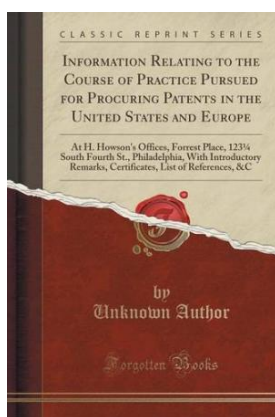 CLASSIC REPRINT SERIES
INFORMATION RELATING TO THE
COURSE OF PRACTICE PURSUED
FOR PROCURING PATENTS IN THE
UNITED STATES AND EUROPE
At H. Howson's Offices, Forrest Place, 123¼
South Fourth St., Philadelphia, With Introductory
Remarks, Certificates, List of References, &C
by
Unknown Author
Forgotten Books